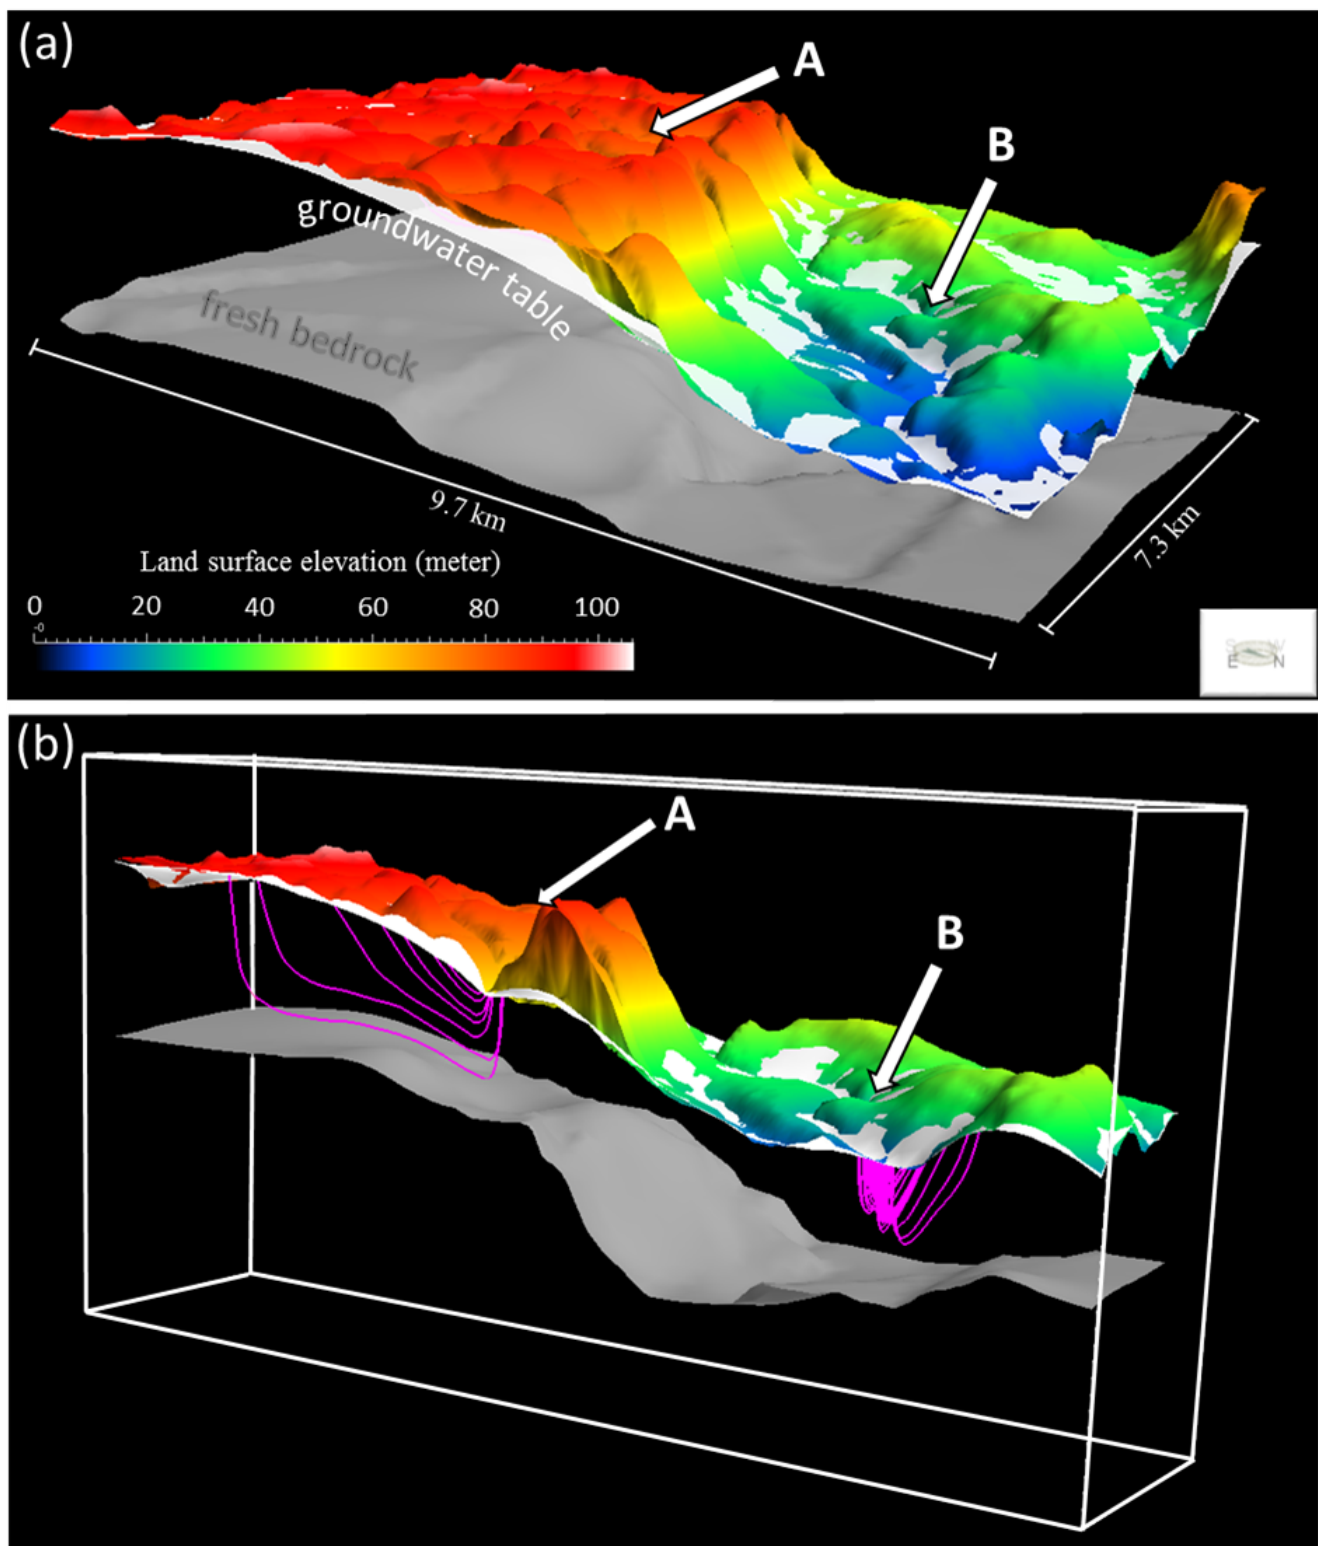 (a)
A
B
groundwater table
fresh bedrock
9.7 km
7.3 km
Land surface elevation (meter)
0 20 40 60 80 100
-0
S W
E N
(b)
A
B